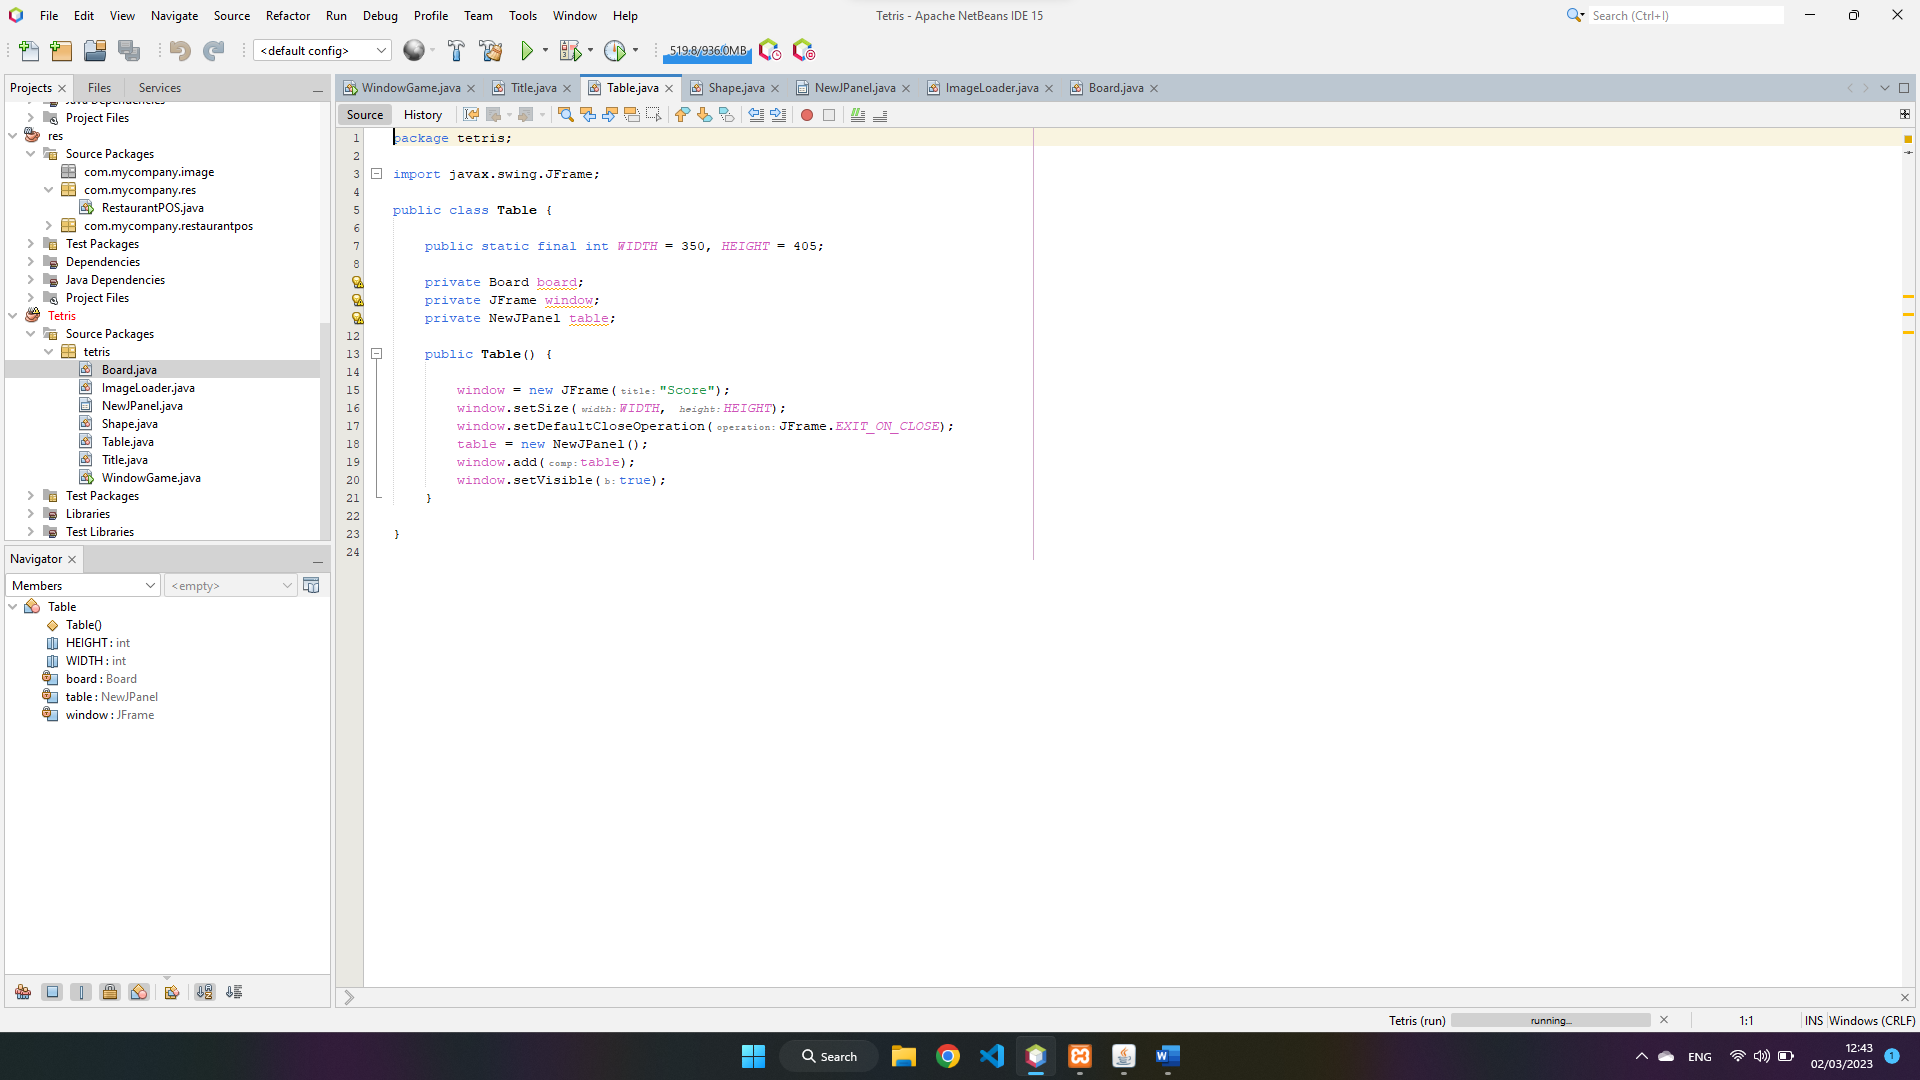 File Edit View Navigate Source Refactor Run Debug Profile Team Tools Window Help
Tetris - Apache NetBeans IDE 15
Search (Ctrl+I)
<default config>
519.8/936.0MB
Projects Files Services
Java Dependencies
Project Files
res
Source Packages
com.mycompany.image
com.mycompany.res
RestaurantPOS.java
com.mycompany.restaurantpos
Test Packages
Dependencies
Java Dependencies
Project Files
Tetris
Source Packages
tetris
Board.java
ImageLoader.java
NewJPanel.java
Shape.java
Table.java
Title.java
WindowGame.java
Test Packages
Libraries
Test Libraries
Navigator
Members
<empty>
Table
Table()
HEIGHT : int
WIDTH : int
board : Board
table : NewJPanel
window : JFrame
WindowGame.java Title.java Table.java Shape.java NewJPanel.java ImageLoader.java Board.java
Source History
1 package tetris;
2
3 import javax.swing.JFrame;
4
5 public class Table {
6
7 public static final int WIDTH = 350, HEIGHT = 405;
8
private Board board;
private JFrame window;
private NewJPanel table;
12
13 public Table() {
14
15 window = new JFrame(title:"Score");
16 window.setSize(width:WIDTH, height:HEIGHT);
17 window.setDefaultCloseOperation(operation:JFrame.EXIT_ON_CLOSE);
18 table = new NewJPanel();
19 window.add(comp:table);
20 window.setVisible(b:true);
21 }
22
23 }
24
Tetris (run) running... 1:1 INS Windows (CRLF)
Search
ENG
12:43
02/03/2023
1